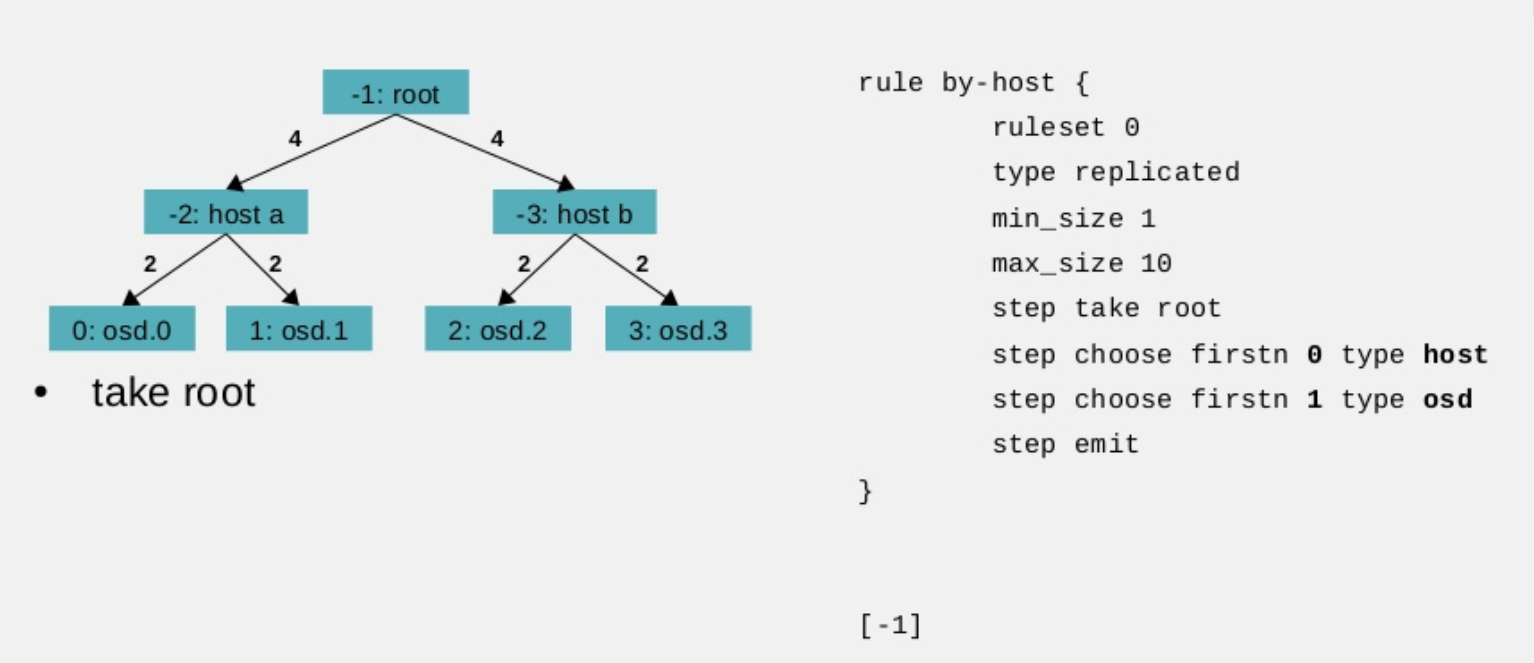 -1: root
4 4
-2: host a -3: host b
2 2 2 2
0: osd.0 1: osd.1 2: osd.2 3: osd.3
• take root
rule by-host {
ruleset 0
type replicated
min_size 1
max_size 10
step take root
step choose firstn 0 type host
step choose firstn 1 type osd
step emit
}
[-1]